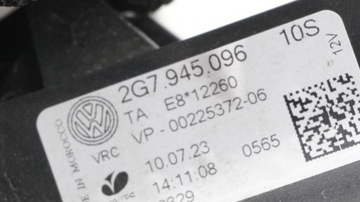 2G7.945.096 10S
TA E8*12260 12V
VRC VP - 00225372-06
10.07.23 0565
14:11:08
E IN MOROCCO